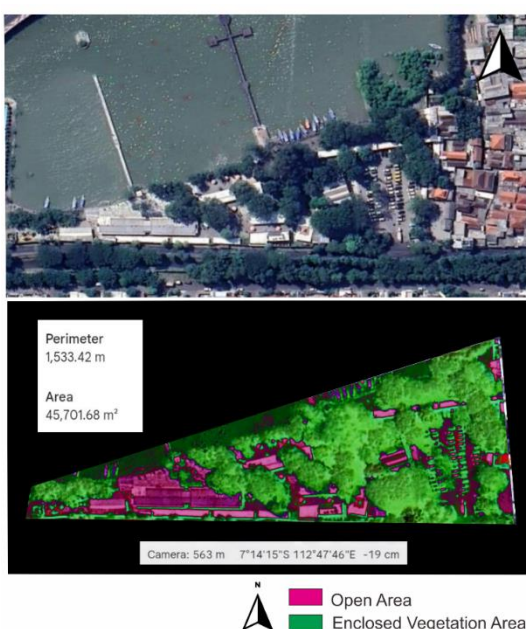 N
Perimeter
1,533.42 m
Area
45,701.68 m²
Camera: 563 m 7°14'15"S 112°47'46"E -19 cm
N
Open Area
Enclosed Vegetation Area